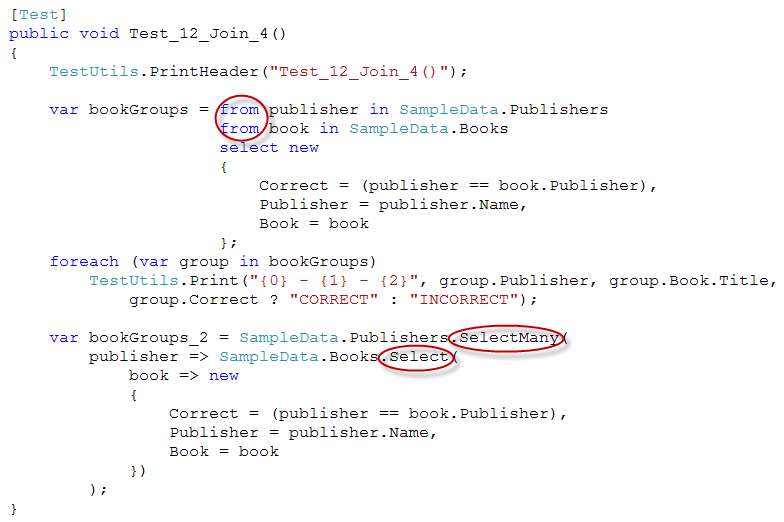 [Test]
public void Test_12_Join_4()
{
    TestUtils.PrintHeader("Test_12_Join_4()");
    var bookGroups = from publisher in SampleData.Publishers
                     from book in SampleData.Books
                     select new
                     {
                         Correct = (publisher == book.Publisher),
                         Publisher = publisher.Name,
                         Book = book
                     };
    foreach (var group in bookGroups)
        TestUtils.Print("{0} - {1} - {2}", group.Publisher, group.Book.Title,
            group.Correct ? "CORRECT" : "INCORRECT");
    var bookGroups_2 = SampleData.Publishers.SelectMany(
        publisher => SampleData.Books.Select(
            book => new
            {
                Correct = (publisher == book.Publisher),
                Publisher = publisher.Name,
                Book = book
            })
        );
}